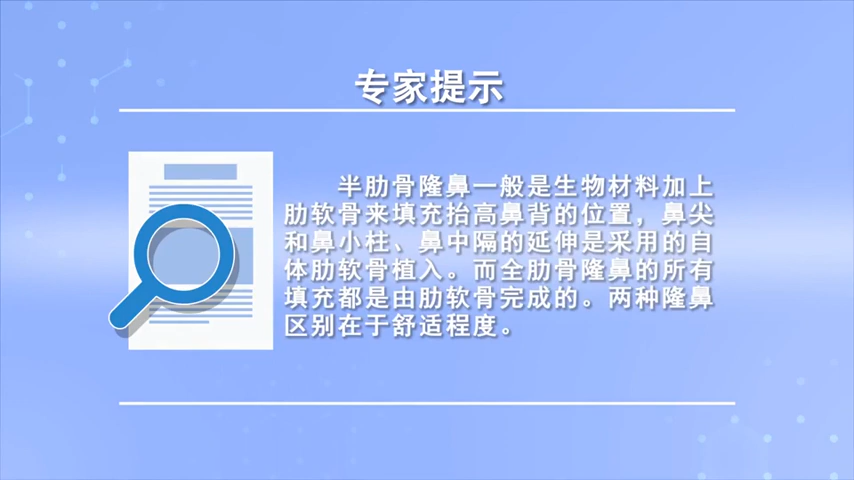 专家提示
半肋骨隆鼻一般是生物材料加上
肋软骨来填充抬高鼻背的位置，鼻尖
和鼻小柱、鼻中隔的延伸是采用的自
体肋软骨植入。而全肋骨隆鼻的所有
填充都是由肋软骨完成的。两种隆鼻
区别在于舒适程度。